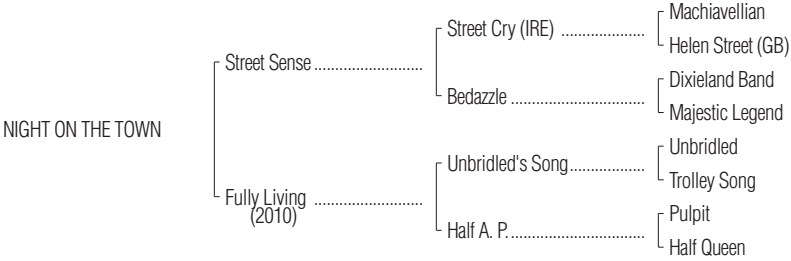 Machiavellian
Street Cry (IRE) ....................
Helen Street (GB)
Street Sense ..........................
Dixieland Band
Bedazzle ................................
Majestic Legend
NIGHT ON THE TOWN
Unbridled
Unbridled's Song..................
Trolley Song
Fully Living ..........................
(2010)
Pulpit
Half A. P. ................................
Half Queen